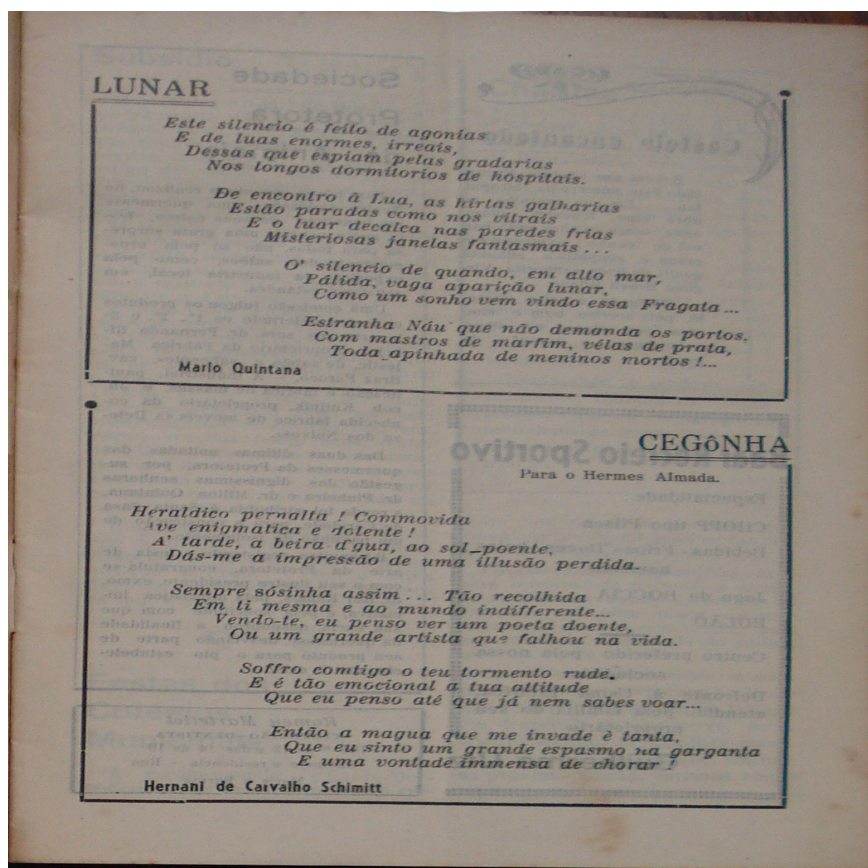 LUNAR
Este silencio é feito de agonias
E de luas enormes, irreais,
Dessas que espiam pelas gradarias
Nos longos dormitorios de hospitais.
De encontro à Lua, as hirtas galharias
Estão paradas como nos vitrais
E o luar decalca nas paredes frias
Misteriosas janelas fantasmais...
O' silencio de quando, em alto mar,
Pálida, vaga aparição lunar,
Como um sonho vem vindo essa Fragata...
Estranha Náu que não demanda os portos,
Com mastros de marfim, vélas de prata,
Toda apinhada de meninos mortos!...
Mario Quintana
CEGôNHA
Para o Hermes Almada.
Heraldico pernalta ! Commovida
ve enigmatica e dolente !
A' tarde, a beira d'gua, ao sol_poente,
Dás-me a impressão de uma illusão perdida.
Sempre sósinha assim... Tão recolhida
Em ti mesma e ao mundo indifferente...
Vendo-te, eu penso ver um poeta doente,
Ou um grande artista que falhou na vida.
Soffro comtigo o teu tormento rude.
E é tão emocional a tua attitude
Que eu penso até que já nem sabes voar...
Então a magua que me invade è tanta,
Que eu sinto um grande espasmo na garganta
E uma vontade immensa de chorar !
Hernani de Carvalho Schimitt